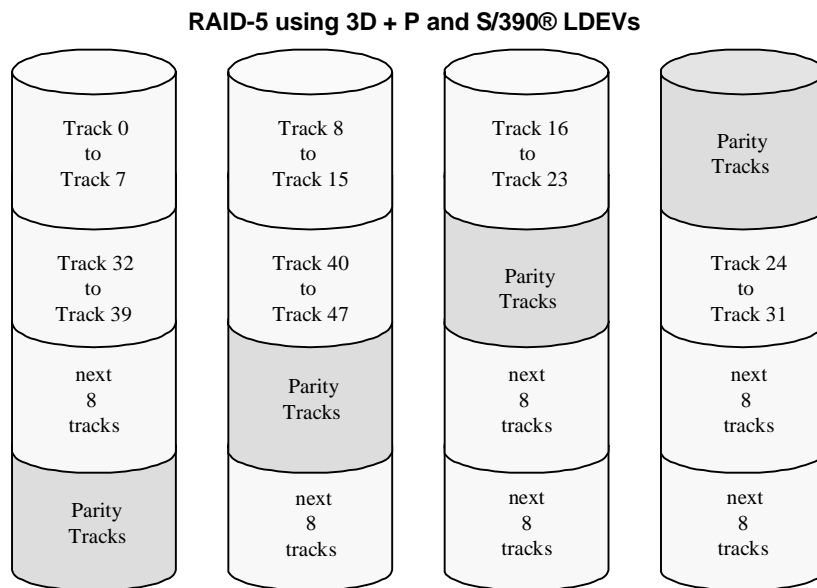 RAID-5 using 3D + P and S/390® LDEVs
Track 0
to
Track 7
Track 8
to
Track 15
Track 16
to
Track 23
Parity
Tracks
Track 32
to
Track 39
Track 40
to
Track 47
Parity
Tracks
Track 24
to
Track 31
next
8
tracks
Parity
Tracks
next
8
tracks
next
8
tracks
Parity
Tracks
next
8
tracks
next
8
tracks
next
8
tracks